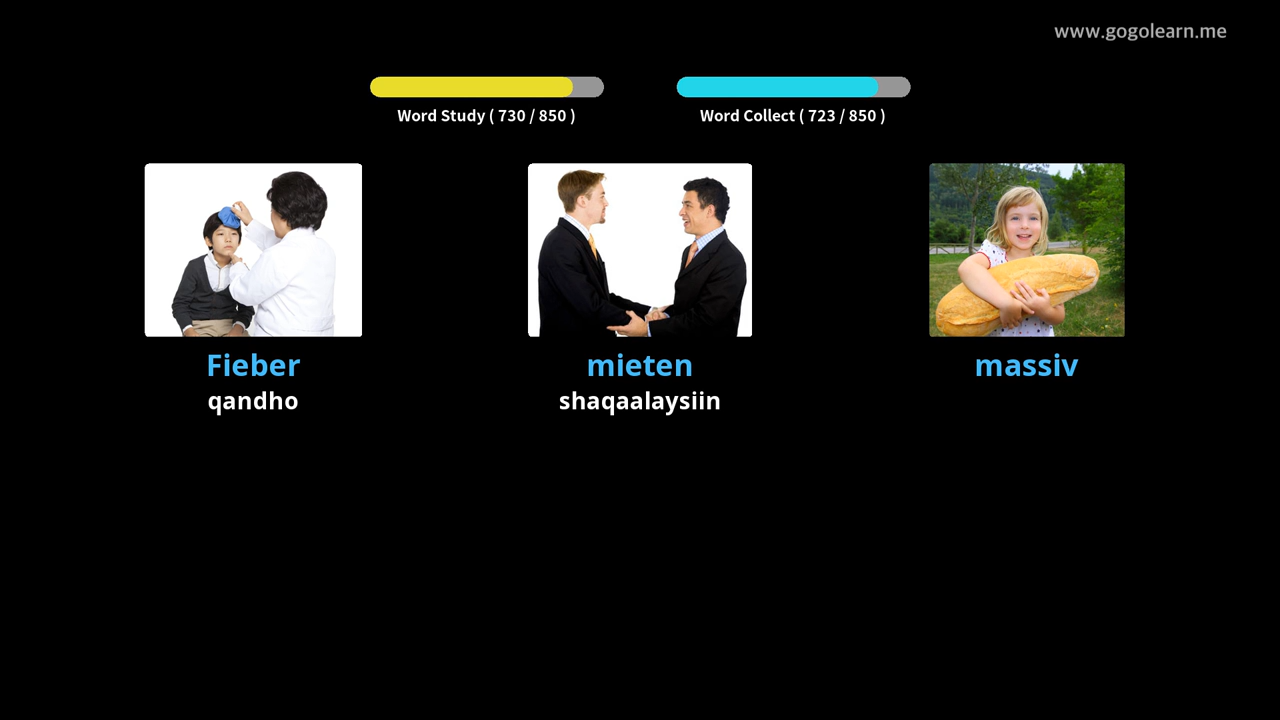 www.gogolearn.me
Word Study ( 730 / 850 )
Word Collect ( 723 / 850 )
Fieber
qandho
mieten
shaqaalaysiin
massiv